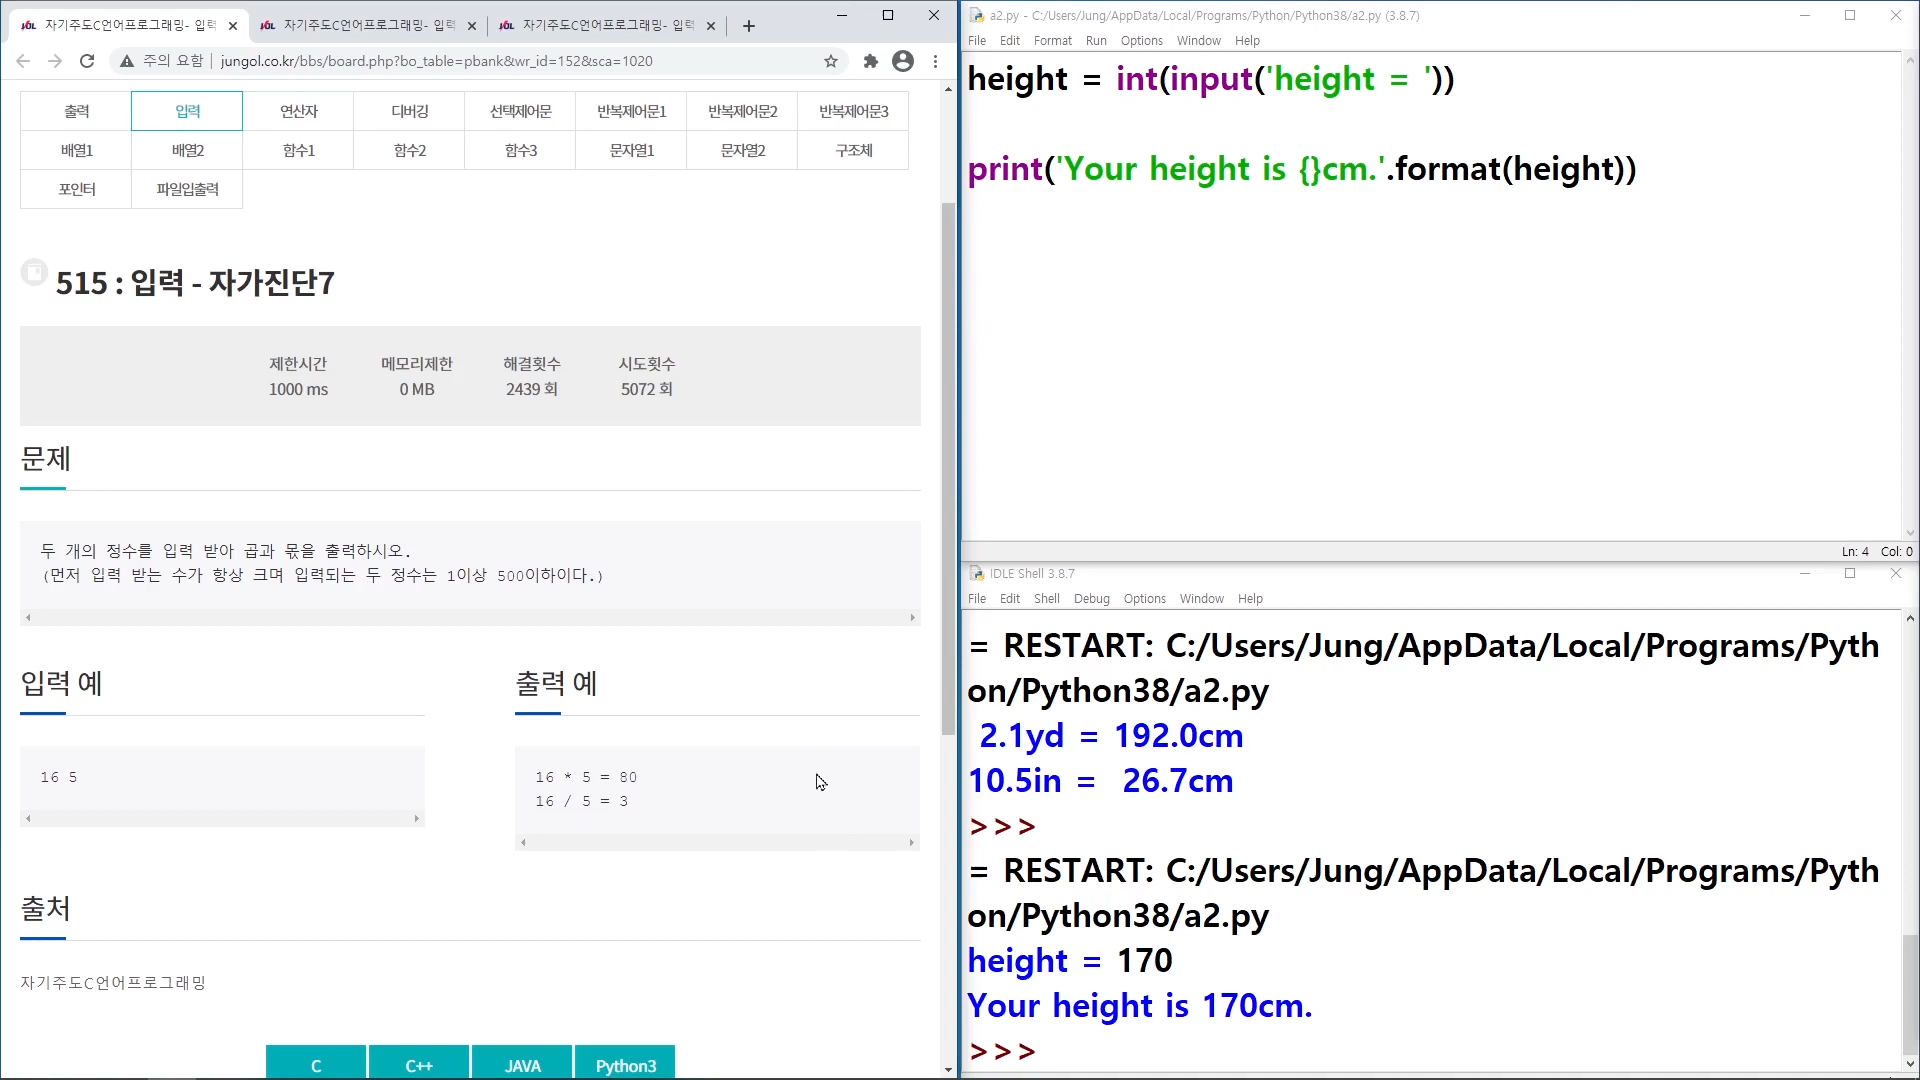 자기주도C언어프로그래밍- 입력
자기주도C언어프로그래밍- 입력
자기주도C언어프로그래밍- 입력
주의 요함 | jungol.co.kr/bbs/board.php?bo_table=pbank&wr_id=152&sca=1020
출력 입력 연산자 디버깅 선택제어문 반복제어문1 반복제어문2 반복제어문3
배열1 배열2 함수1 함수2 함수3 문자열1 문자열2 구조체
포인터 파일입출력
515 : 입력 - 자가진단7
제한시간 메모리제한 해결횟수 시도횟수
1000 ms 0 MB 2439 회 5072 회
문제
두 개의 정수를 입력 받아 곱과 몫을 출력하시오.
(먼저 입력 받는 수가 항상 크며 입력되는 두 정수는 1이상 500이하이다.)
입력 예
16 5
출력 예
16 * 5 = 80
16 / 5 = 3
출처
자기주도C언어프로그래밍
C C++ JAVA Python3
a2.py - C:/Users/Jung/AppData/Local/Programs/Python/Python38/a2.py (3.8.7)
File Edit Format Run Options Window Help
height = int(input('height = '))
print('Your height is {}cm.'.format(height))
Ln: 4 Col: 0
IDLE Shell 3.8.7
File Edit Shell Debug Options Window Help
= RESTART: C:/Users/Jung/AppData/Local/Programs/Pyth
on/Python38/a2.py
2.1yd = 192.0cm
10.5in = 26.7cm
>>>
= RESTART: C:/Users/Jung/AppData/Local/Programs/Pyth
on/Python38/a2.py
height = 170
Your height is 170cm.
>>>